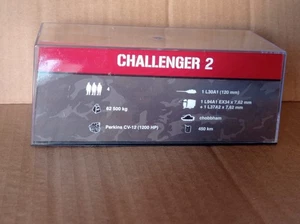 CHALLENGER 2
4
1 L30A1 (120 mm)
62 500 kg
1 L94A1 EX34 x 7,62 mm
+ 1 L37A2 x 7,62 mm
chobham
Perkins CV-12 (1200 HP)
450 km